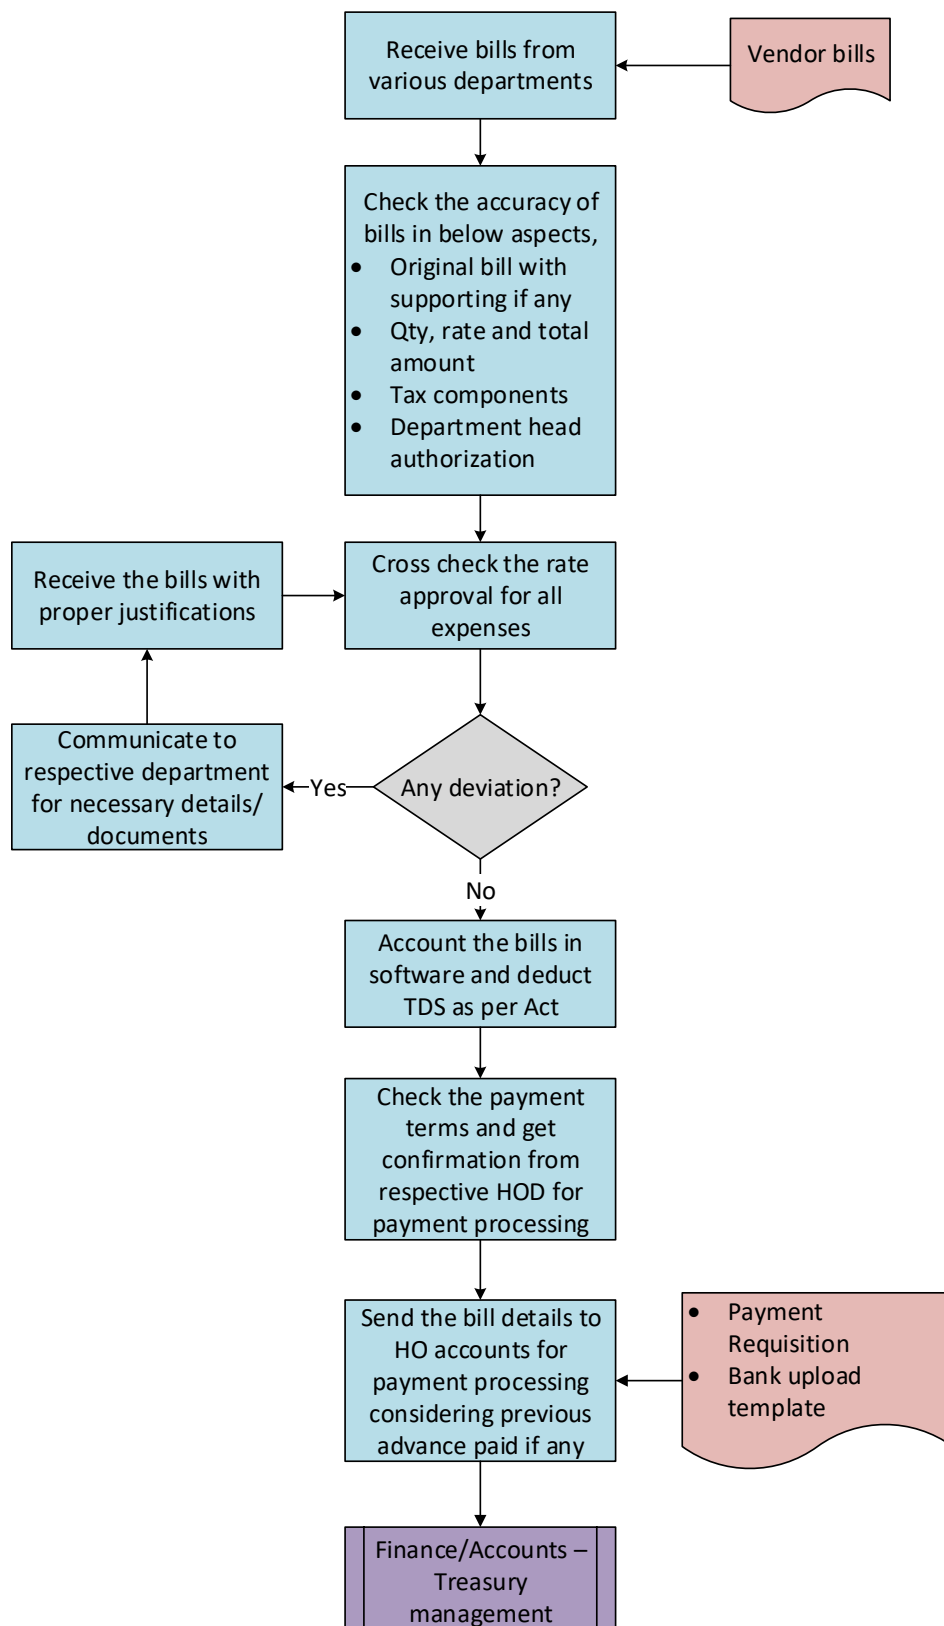 Receive bills from
various departments
Vendor bills
Check the accuracy of
bills in below aspects,
• Original bill with
supporting if any
• Qty, rate and total
amount
• Tax components
• Department head
authorization
Receive the bills with
proper justifications
Cross check the rate
approval for all
expenses
Communicate to
respective department
for necessary details/
documents
Yes
Any deviation?
No
Account the bills in
software and deduct
TDS as per Act
Check the payment
terms and get
confirmation from
respective HOD for
payment processing
Send the bill details to
HO accounts for
payment processing
considering previous
advance paid if any
• Payment
Requisition
• Bank upload
template
Finance/Accounts –
Treasury
management